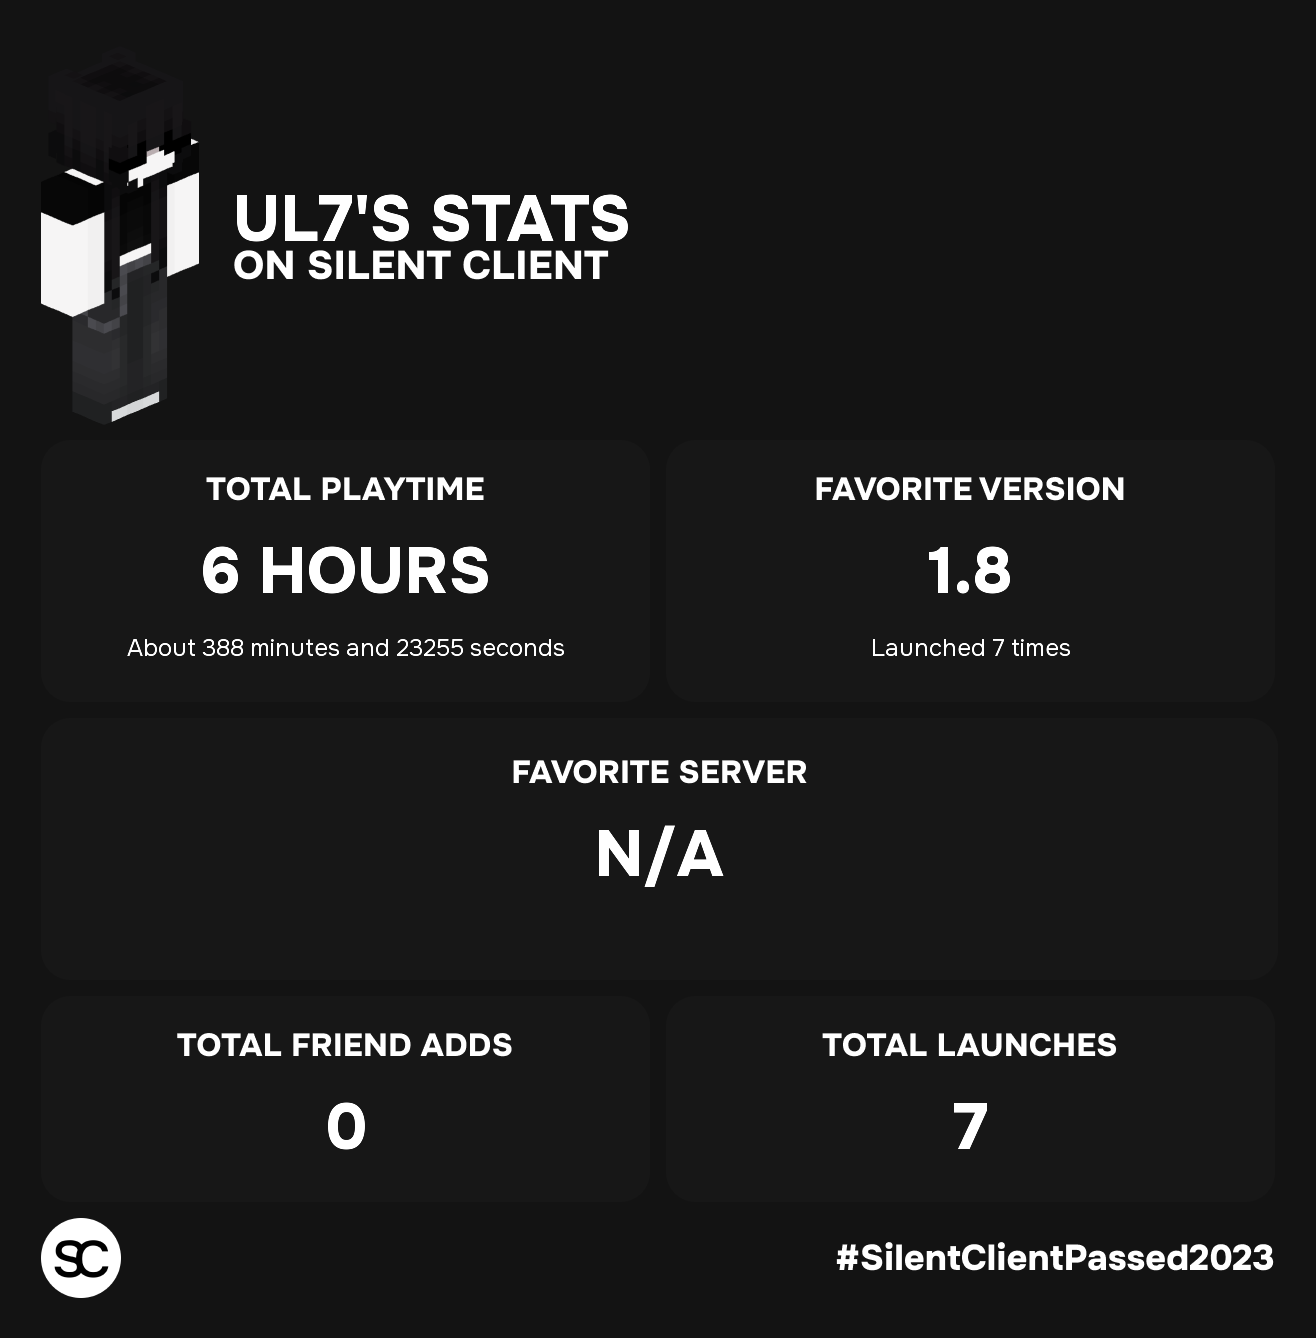 UL7'S STATS
ON SILENT CLIENT
TOTAL PLAYTIME
6 HOURS
About 388 minutes and 23255 seconds
FAVORITE VERSION
1.8
Launched 7 times
FAVORITE SERVER
N/A
TOTAL FRIEND ADDS
0
TOTAL LAUNCHES
7
SC
#SilentClientPassed2023